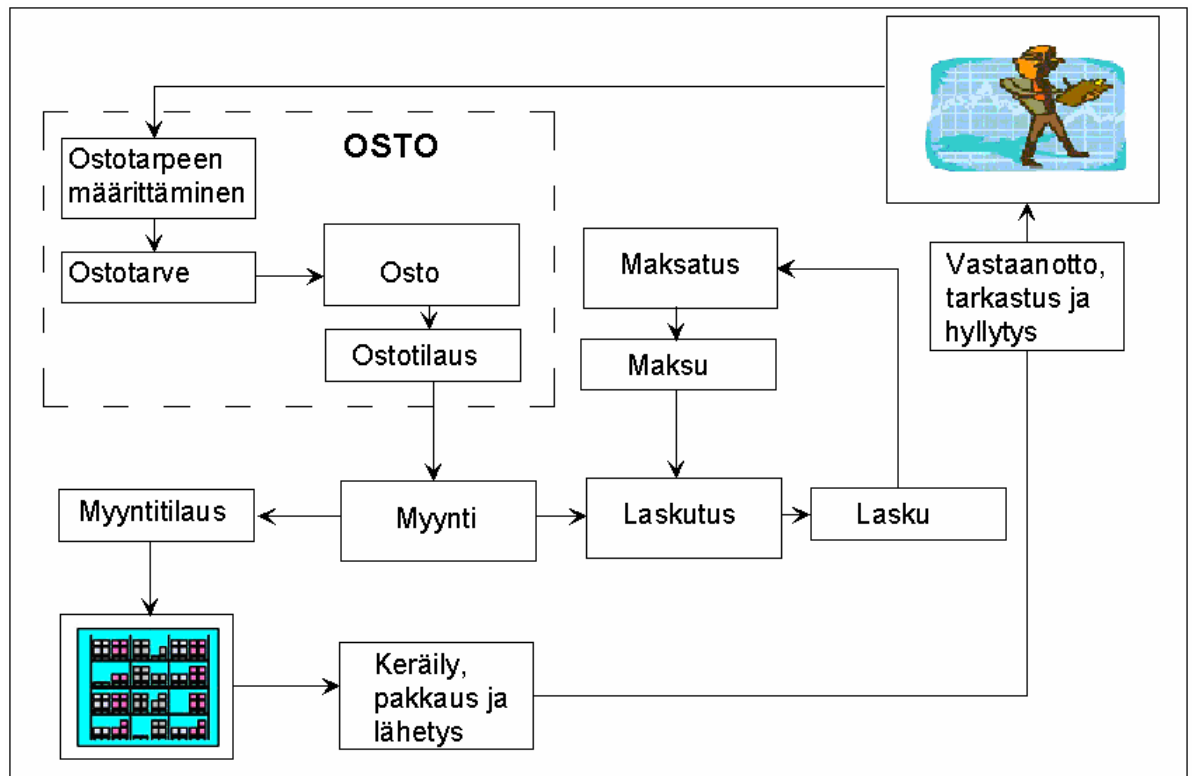 OSTO
Ostotarpeen
määrittäminen
Ostotarve
Osto
Ostotilaus
Maksatus
Maksu
Vastaanotto,
tarkastus ja
hyllytys
Myyntitilaus
Myynti
Laskutus
Lasku
Keräily,
pakkaus ja
lähetys